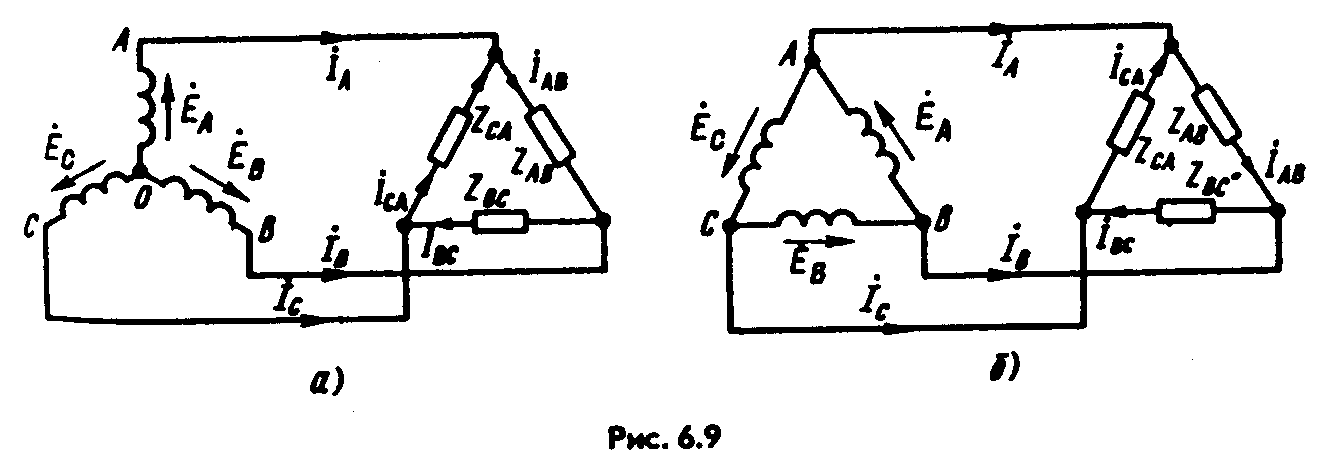 A
İ_A
İ_AB
Ė_A
Z_CA
Z_AB
Ė_C
Ė_B
O
İ_CA
Z_BC
C
B
İ_BC
İ_B
İ_C
а)
A
İ_A
İ_CA
Ė_C
Ė_A
Z_AB
Z_CA
İ_AB
Z_BC
C
B
İ_BC
Ė_B
İ_B
İ_C
б)
Рис. 6.9